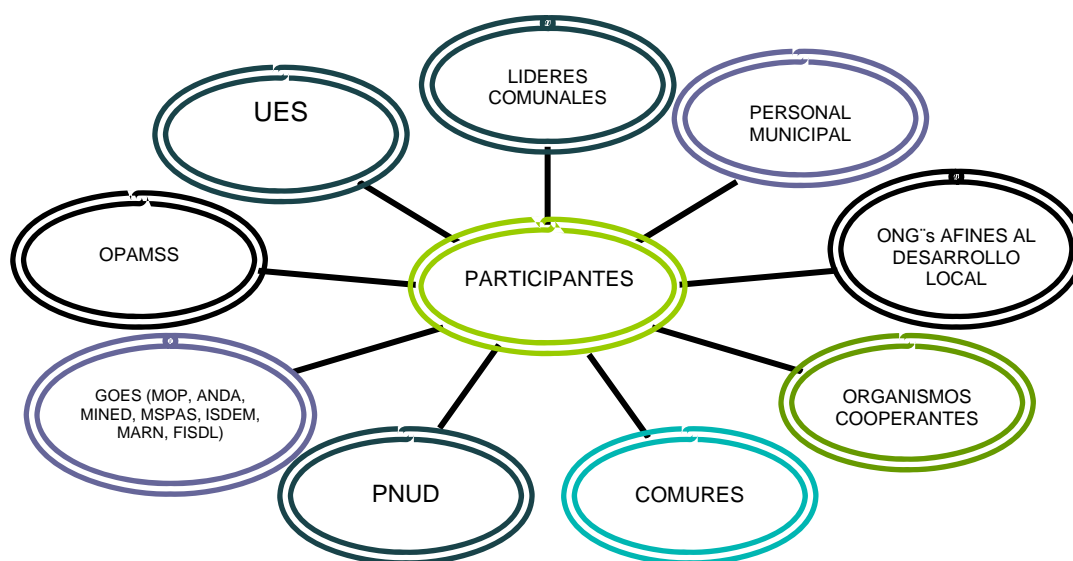 LIDERES
COMUNALES
UES
PERSONAL
MUNICIPAL
OPAMSS
PARTICIPANTES
ONG¨s AFINES AL
DESARROLLO
LOCAL
GOES (MOP, ANDA,
MINED, MSPAS, ISDEM,
MARN, FISDL)
ORGANISMOS
COOPERANTES
PNUD
COMURES